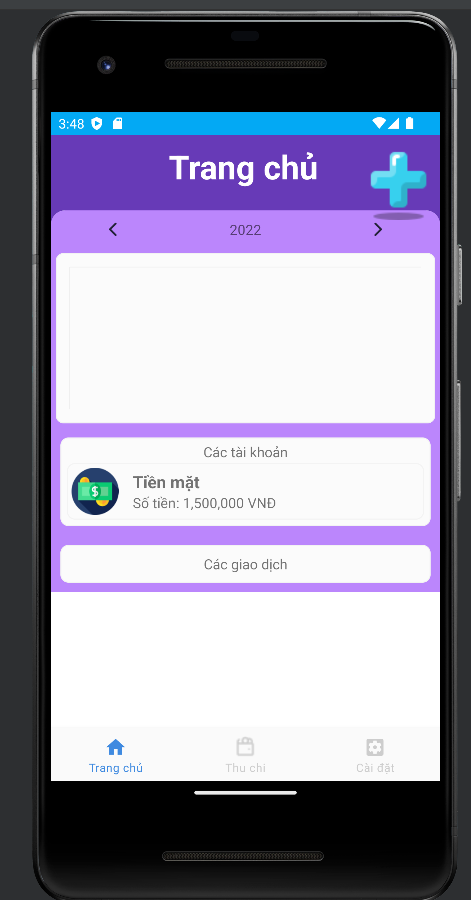 3:48
Trang chủ
2022
Các tài khoản
$
Tiền mặt
Số tiền: 1,500,000 VNĐ
Các giao dịch
Trang chủ
Thu chi
Cài đặt